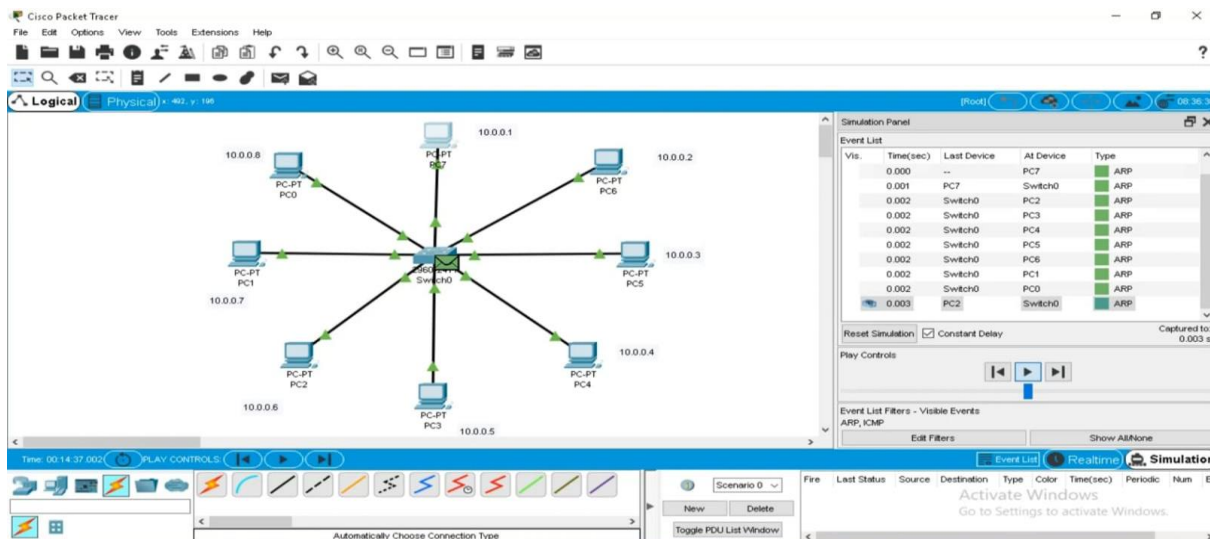 Cisco Packet Tracer
File Edit Options View Tools Extensions Help
?
Logical Physical x: 492, y: 196 [Root] 08:36:3
10.0.0.1
PC-PT
PC7
10.0.0.8
PC-PT
PC0
10.0.0.2
PC-PT
PC6
PC-PT
PC1
10.0.0.7
Switch0
10.0.0.3
PC-PT
PC5
PC-PT
PC2
10.0.0.6
10.0.0.4
PC-PT
PC4
PC-PT
PC3
10.0.0.5
Simulation Panel
Event List
Vis. Time(sec) Last Device At Device Type
0.000 -- PC7 ARP
0.001 PC7 Switch0 ARP
0.002 Switch0 PC2 ARP
0.002 Switch0 PC3 ARP
0.002 Switch0 PC4 ARP
0.002 Switch0 PC5 ARP
0.002 Switch0 PC6 ARP
0.002 Switch0 PC1 ARP
0.002 Switch0 PC0 ARP
0.003 PC2 Switch0 ARP
Reset Simulation Constant Delay Captured to:
0.003 s
Play Controls
Event List Filters - Visible Events
ARP, ICMP
Edit Filters Show All/None
Time: 00:14:37.002 PLAY CONTROLS: Event List Realtime Simulation
Scenario 0
New Delete
Toggle PDU List Window
Fire Last Status Source Destination Type Color Time(sec) Periodic Num E
Activate Windows
Go to Settings to activate Windows.
Automatically Choose Connection Type